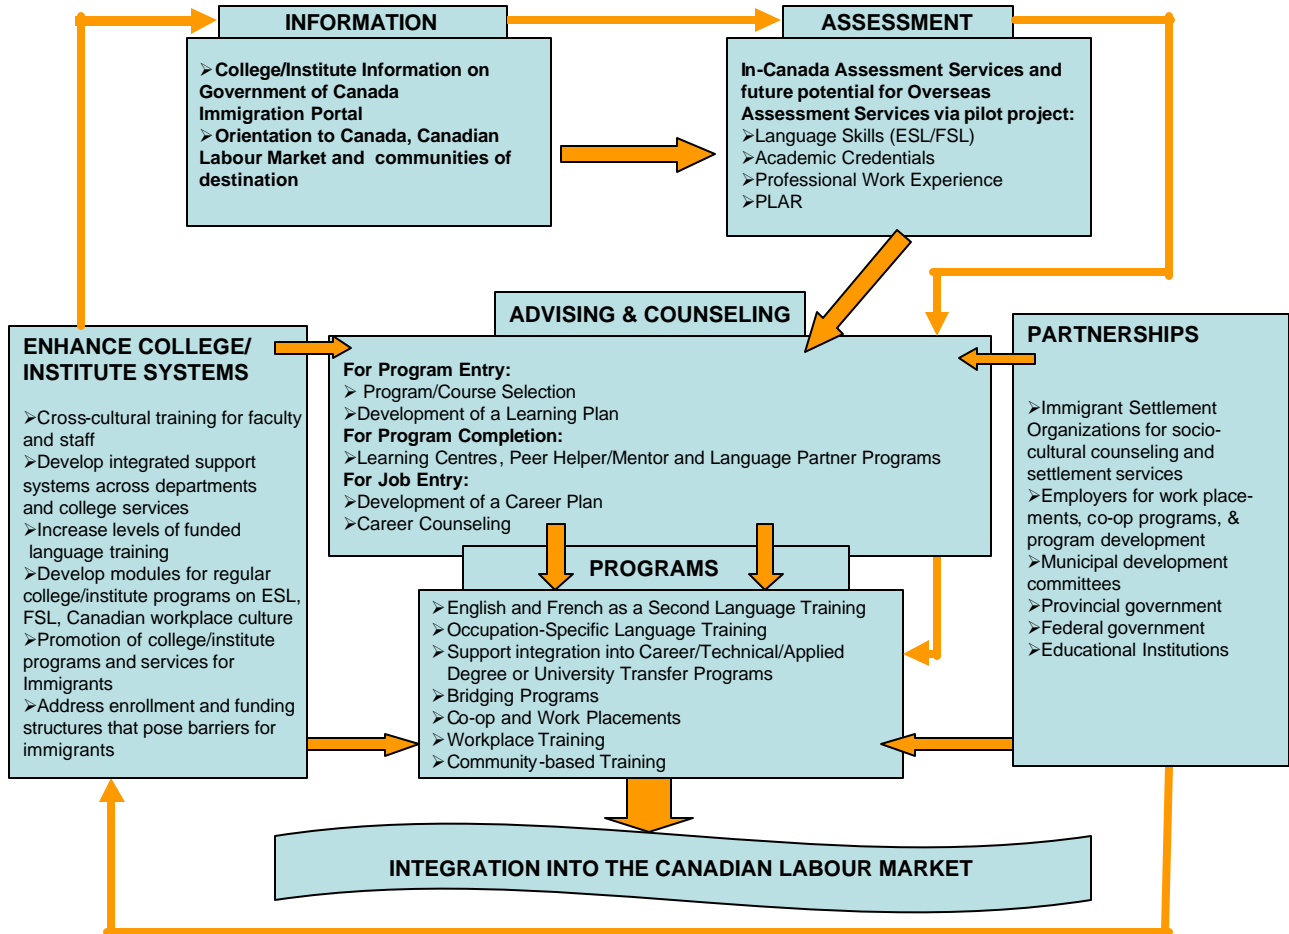 INFORMATION
➢College/Institute Information on
Government of Canada
Immigration Portal
➢Orientation to Canada, Canadian
Labour Market and communities of
destination
ASSESSMENT
In-Canada Assessment Services and
future potential for Overseas
Assessment Services via pilot project:
➢Language Skills (ESL/FSL)
➢Academic Credentials
➢Professional Work Experience
➢PLAR
ENHANCE COLLEGE/
INSTITUTE SYSTEMS
➢Cross-cultural training for faculty
and staff
➢Develop integrated support
systems across departments
and college services
➢Increase levels of funded
language training
➢Develop modules for regular
college/institute programs on ESL,
FSL, Canadian workplace culture
➢Promotion of college/institute
programs and services for
Immigrants
➢Address enrollment and funding
structures that pose barriers for
immigrants
ADVISING & COUNSELING
For Program Entry:
➢ Program/Course Selection
➢Development of a Learning Plan
For Program Completion:
➢Learning Centres, Peer Helper/Mentor and Language Partner Programs
For Job Entry:
➢Development of a Career Plan
➢Career Counseling
PARTNERSHIPS
➢Immigrant Settlement
Organizations for socio-
cultural counseling and
settlement services
➢Employers for work place-
ments, co-op programs, &
program development
➢Municipal development
committees
➢Provincial government
➢Federal government
➢Educational Institutions
PROGRAMS
➢English and French as a Second Language Training
➢Occupation-Specific Language Training
➢Support integration into Career/Technical/Applied
Degree or University Transfer Programs
➢Bridging Programs
➢Co-op and Work Placements
➢Workplace Training
➢Community-based Training
INTEGRATION INTO THE CANADIAN LABOUR MARKET